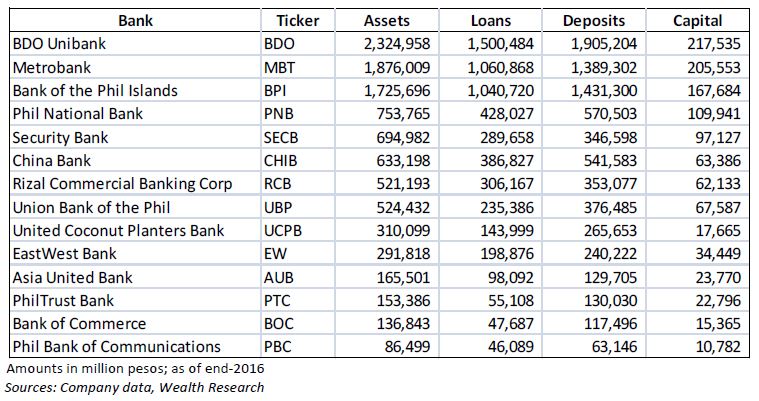 Bank Ticker Assets Loans Deposits Capital
BDO Unibank BDO 2,324,958 1,500,484 1,905,204 217,535
Metrobank MBT 1,876,009 1,060,868 1,389,302 205,553
Bank of the Phil Islands BPI 1,725,696 1,040,720 1,431,300 167,684
Phil National Bank PNB 753,765 428,027 570,503 109,941
Security Bank SECB 694,982 289,658 346,598 97,127
China Bank CHIB 633,198 386,827 541,583 63,386
Rizal Commercial Banking Corp RCB 521,193 306,167 353,077 62,133
Union Bank of the Phil UBP 524,432 235,386 376,485 67,587
United Coconut Planters Bank UCPB 310,099 143,999 265,653 17,665
EastWest Bank EW 291,818 198,876 240,222 34,449
Asia United Bank AUB 165,501 98,092 129,705 23,770
PhilTrust Bank PTC 153,386 55,108 130,030 22,796
Bank of Commerce BOC 136,843 47,687 117,496 15,365
Phil Bank of Communications PBC 86,499 46,089 63,146 10,782
Amounts in million pesos; as of end-2016
Sources: Company data, Wealth Research